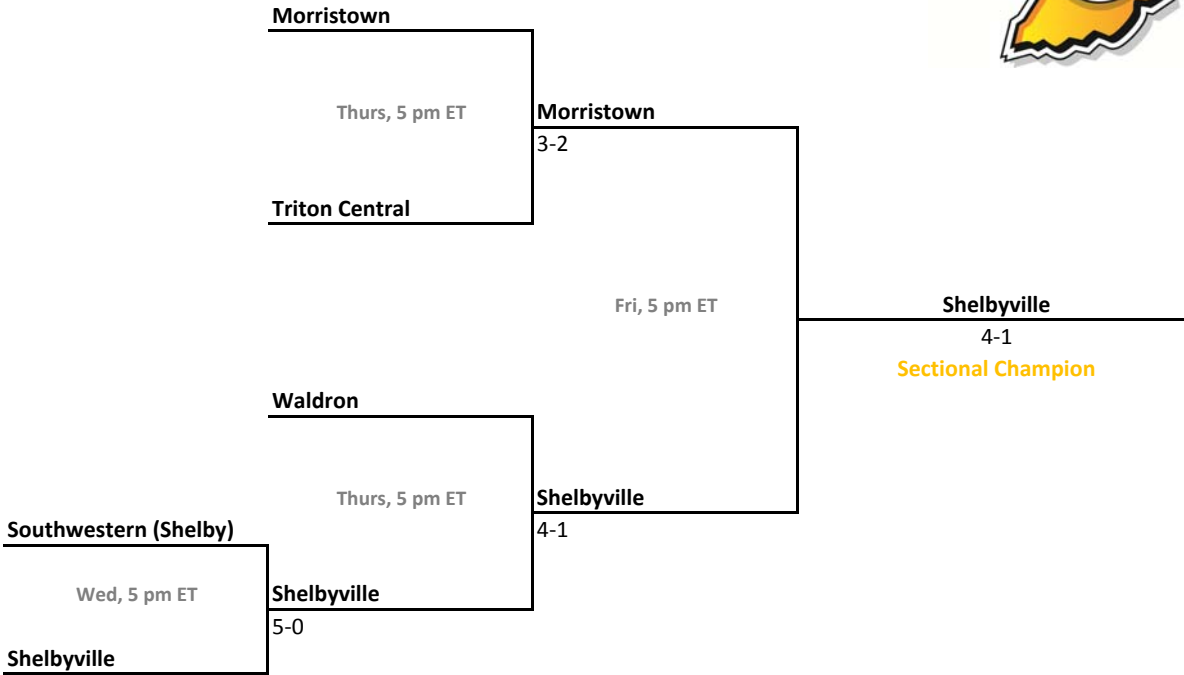 Morristown
Thurs, 5 pm ET
Morristown
3-2
Triton Central
Fri, 5 pm ET
Shelbyville
4-1
Sectional Champion
Waldron
Thurs, 5 pm ET
Shelbyville
4-1
Southwestern (Shelby)
Wed, 5 pm ET
Shelbyville
5-0
Shelbyville